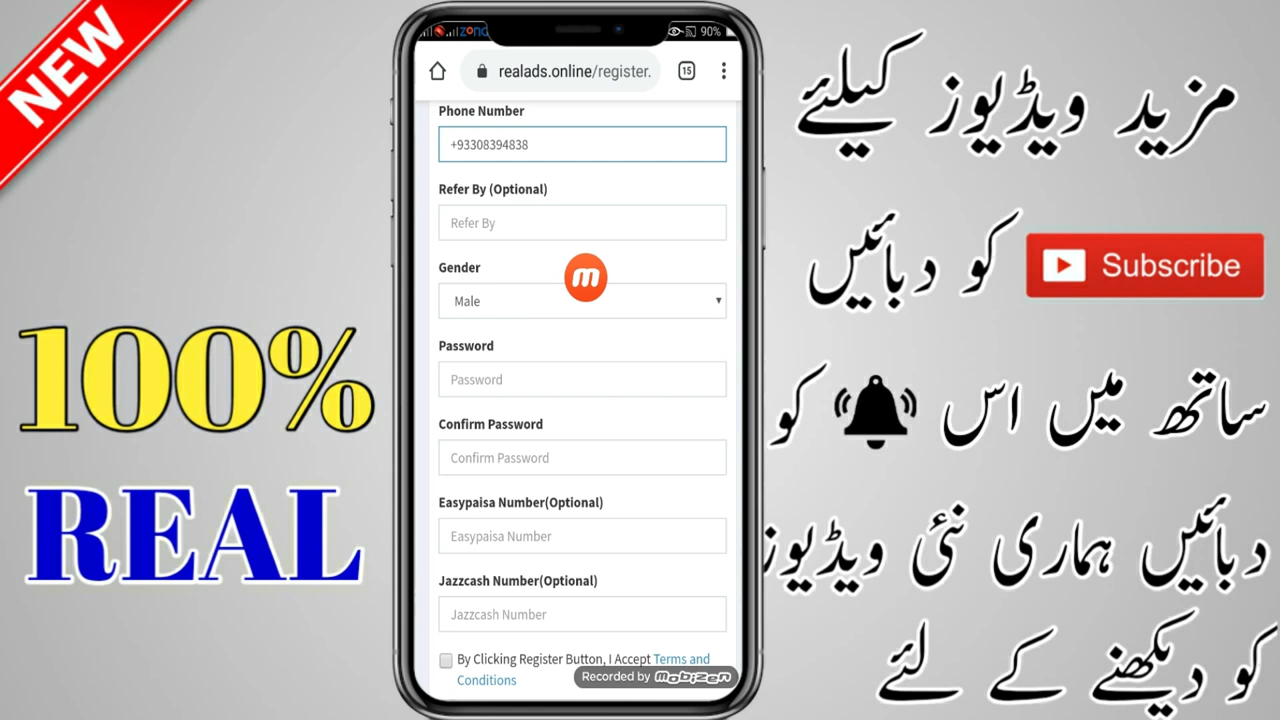 NEW
100%
REAL
zong
90%
realads.online/register.
15
Phone Number
+93308394838
Refer By (Optional)
Refer By
Gender
Male
Password
Password
Confirm Password
Confirm Password
Easypaisa Number(Optional)
Easypaisa Number
Jazzcash Number(Optional)
Jazzcash Number
By Clicking Register Button, I Accept Terms and
Conditions
Recorded by mobizen
مزید ویڈیوز کیلئے
Subscribe کو دبائیں
ساتھ میں اس کو
دبائیں ہماری نئی ویڈیوز
کو دیکھنے کے لئے